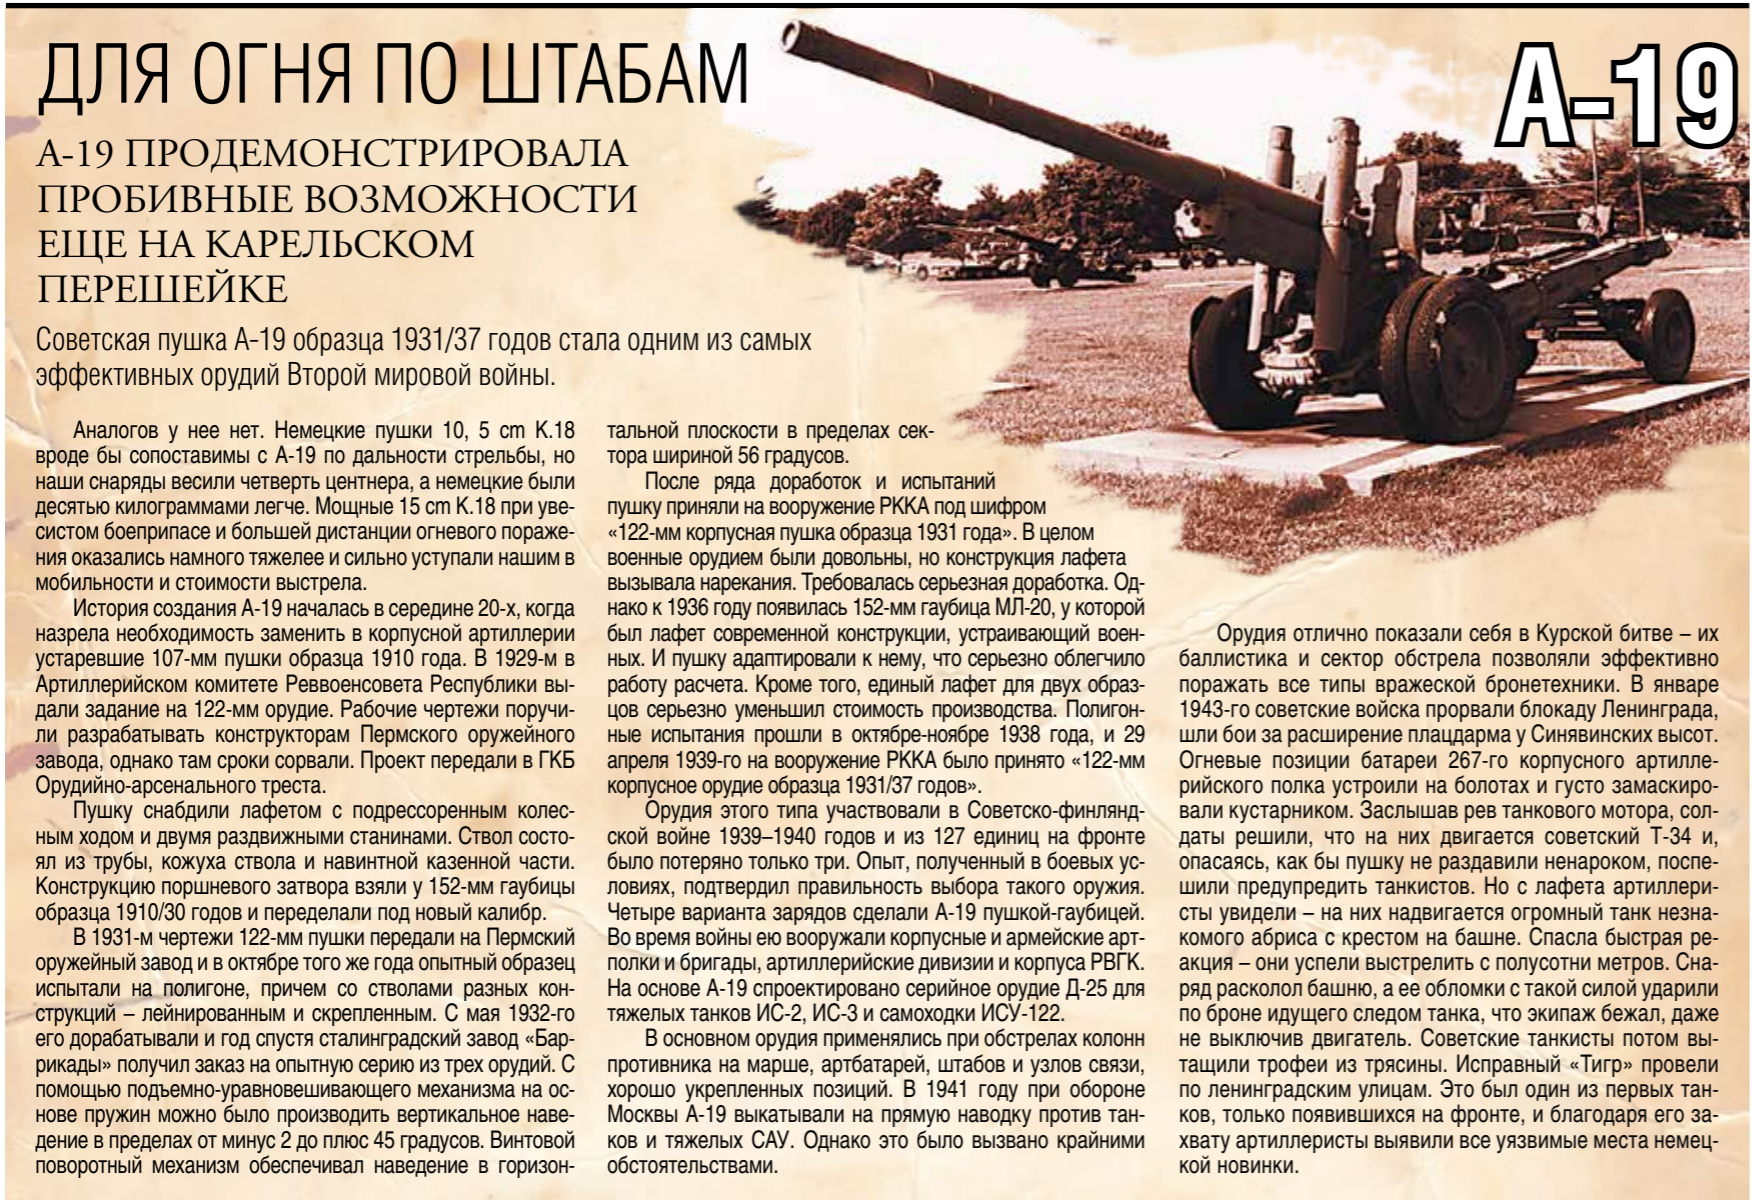 ДЛЯ ОГНЯ ПО ШТАБАМ
А-19
А-19 ПРОДЕМОНСТРИРОВАЛА
ПРОБИВНЫЕ ВОЗМОЖНОСТИ
ЕЩЕ НА КАРЕЛЬСКОМ
ПЕРЕШЕЙКЕ
Советская пушка А-19 образца 1931/37 годов стала одним из самых
эффективных орудий Второй мировой войны.
Аналогов у нее нет. Немецкие пушки 10, 5 cm K.18
вроде бы сопоставимы с А-19 по дальности стрельбы, но
наши снаряды весили четверть центнера, а немецкие были
десятью килограммами легче. Мощные 15 cm K.18 при уве-
систом боеприпасе и большей дистанции огневого пораже-
ния оказались намного тяжелее и сильно уступали нашим в
мобильности и стоимости выстрела.
История создания А-19 началась в середине 20-х, когда
назрела необходимость заменить в корпусной артиллерии
устаревшие 107-мм пушки образца 1910 года. В 1929-м в
Артиллерийском комитете Реввоенсовета Республики вы-
дали задание на 122-мм орудие. Рабочие чертежи поручи-
ли разрабатывать конструкторам Пермского оружейного
завода, однако там сроки сорвали. Проект передали в ГКБ
Орудийно-арсенального треста.
Пушку снабдили лафетом с подрессоренным колес-
ным ходом и двумя раздвижными станинами. Ствол состо-
ял из трубы, кожуха ствола и навинтной казенной части.
Конструкцию поршневого затвора взяли у 152-мм гаубицы
образца 1910/30 годов и переделали под новый калибр.
В 1931-м чертежи 122-мм пушки передали на Пермский
оружейный завод и в октябре того же года опытный образец
испытали на полигоне, причем со стволами разных кон-
струкций – лейнированным и скрепленным. С мая 1932-го
его дорабатывали и год спустя сталинградский завод «Бар-
рикады» получил заказ на опытную серию из трех орудий. С
помощью подъемно-уравновешивающего механизма на ос-
нове пружин можно было производить вертикальное наве-
дение в пределах от минус 2 до плюс 45 градусов. Винтовой
поворотный механизм обеспечивал наведение в горизон-
тальной плоскости в пределах сек-
тора шириной 56 градусов.
После ряда доработок и испытаний
пушку приняли на вооружение РККА под шифром
«122-мм корпусная пушка образца 1931 года». В целом
военные орудием были довольны, но конструкция лафета
вызывала нарекания. Требовалась серьезная доработка. Од-
нако к 1936 году появилась 152-мм гаубица МЛ-20, у которой
был лафет современной конструкции, устраивающий воен-
ных. И пушку адаптировали к нему, что серьезно облегчило
работу расчета. Кроме того, единый лафет для двух образ-
цов серьезно уменьшил стоимость производства. Полигон-
ные испытания прошли в октябре-ноябре 1938 года, и 29
апреля 1939-го на вооружение РККА было принято «122-мм
корпусное орудие образца 1931/37 годов».
Орудия этого типа участвовали в Советско-финлянд-
ской войне 1939–1940 годов и из 127 единиц на фронте
было потеряно только три. Опыт, полученный в боевых ус-
ловиях, подтвердил правильность выбора такого оружия.
Четыре варианта зарядов сделали А-19 пушкой-гаубицей.
Во время войны ею вооружали корпусные и армейские арт-
полки и бригады, артиллерийские дивизии и корпуса РВГК.
На основе А-19 спроектировано серийное орудие Д-25 для
тяжелых танков ИС-2, ИС-3 и самоходки ИСУ-122.
В основном орудия применялись при обстрелах колонн
противника на марше, артбатарей, штабов и узлов связи,
хорошо укрепленных позиций. В 1941 году при обороне
Москвы А-19 выкатывали на прямую наводку против тан-
ков и тяжелых САУ. Однако это было вызвано крайними
обстоятельствами.
Орудия отлично показали себя в Курской битве – их
баллистика и сектор обстрела позволяли эффективно
поражать все типы вражеской бронетехники. В январе
1943-го советские войска прорвали блокаду Ленинграда,
шли бои за расширение плацдарма у Синявинских высот.
Огневые позиции батареи 267-го корпусного артилле-
рийского полка устроили на болотах и густо замаскиро-
вали кустарником. Заслышав рев танкового мотора, сол-
даты решили, что на них двигается советский Т-34 и,
опасаясь, как бы пушку не раздавили ненароком, поспе-
шили предупредить танкистов. Но с лафета артиллери-
сты увидели – на них надвигается огромный танк незна-
комого абриса с крестом на башне. Спасла быстрая ре-
акция – они успели выстрелить с полусотни метров. Сна-
ряд расколол башню, а ее обломки с такой силой ударили
по броне идущего следом танка, что экипаж бежал, даже
не выключив двигатель. Советские танкисты потом вы-
тащили трофеи из трясины. Исправный «Тигр» провели
по ленинградским улицам. Это был один из первых тан-
ков, только появившихся на фронте, и благодаря его за-
хвату артиллеристы выявили все уязвимые места немец-
кой новинки.